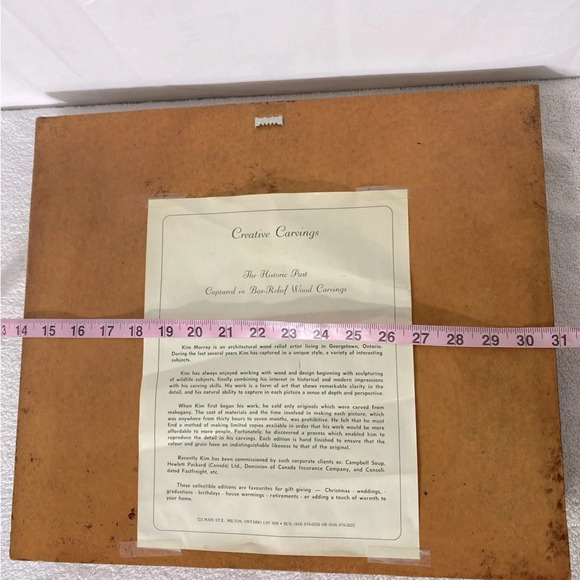 Creative Carvings
The Historic Past
Captured in Bas-Relief Wood Carvings
3 14 15 16 17 18 19 20 21 22 23 24 25 26 27 28 29 30 31
Kim Murray is an architectural wood relief artist living in Georgetown, Ontario.
During the last several years Kim has captured in a unique style, a variety of interesting
subjects.
Kim has always enjoyed working with wood and design beginning with sculpturing
of wildlife subjects, finally combining his interest in historical and modern impressions
with his carving skills. His work is a form of art that shows remarkable clarity in the
detail, and his natural ability to capture in each picture a sense of depth and perspective.
When Kim first began his work, he sold only originals which were carved from
mahogany. The cost of materials and the time involved in making each picture, which
was anywhere from thirty hours to seven months, was prohibitive. He felt that he must
find a method of making limited copies available in order that his work would be more
affordable to more people. Fortunately, he discovered a process which enabled him to
reproduce the detail in his carvings. Each edition is hand finished to ensure that the
colour and grain have an indistinguishable likeness to that of the original.
Recently Kim has been commissioned by such corporate clients as: Campbell Soup,
Hewlett Packard (Canada) Ltd., Dominion of Canada Insurance Company, and Consoli-
dated Fastfreight, etc.
These collectible editions are favourites for gift giving — Christmas - weddings, -
graduations - birthdays - house warmings - retirements - or adding a touch of warmth to
your home.
MAIN ST E., MILTON, ONTARIO